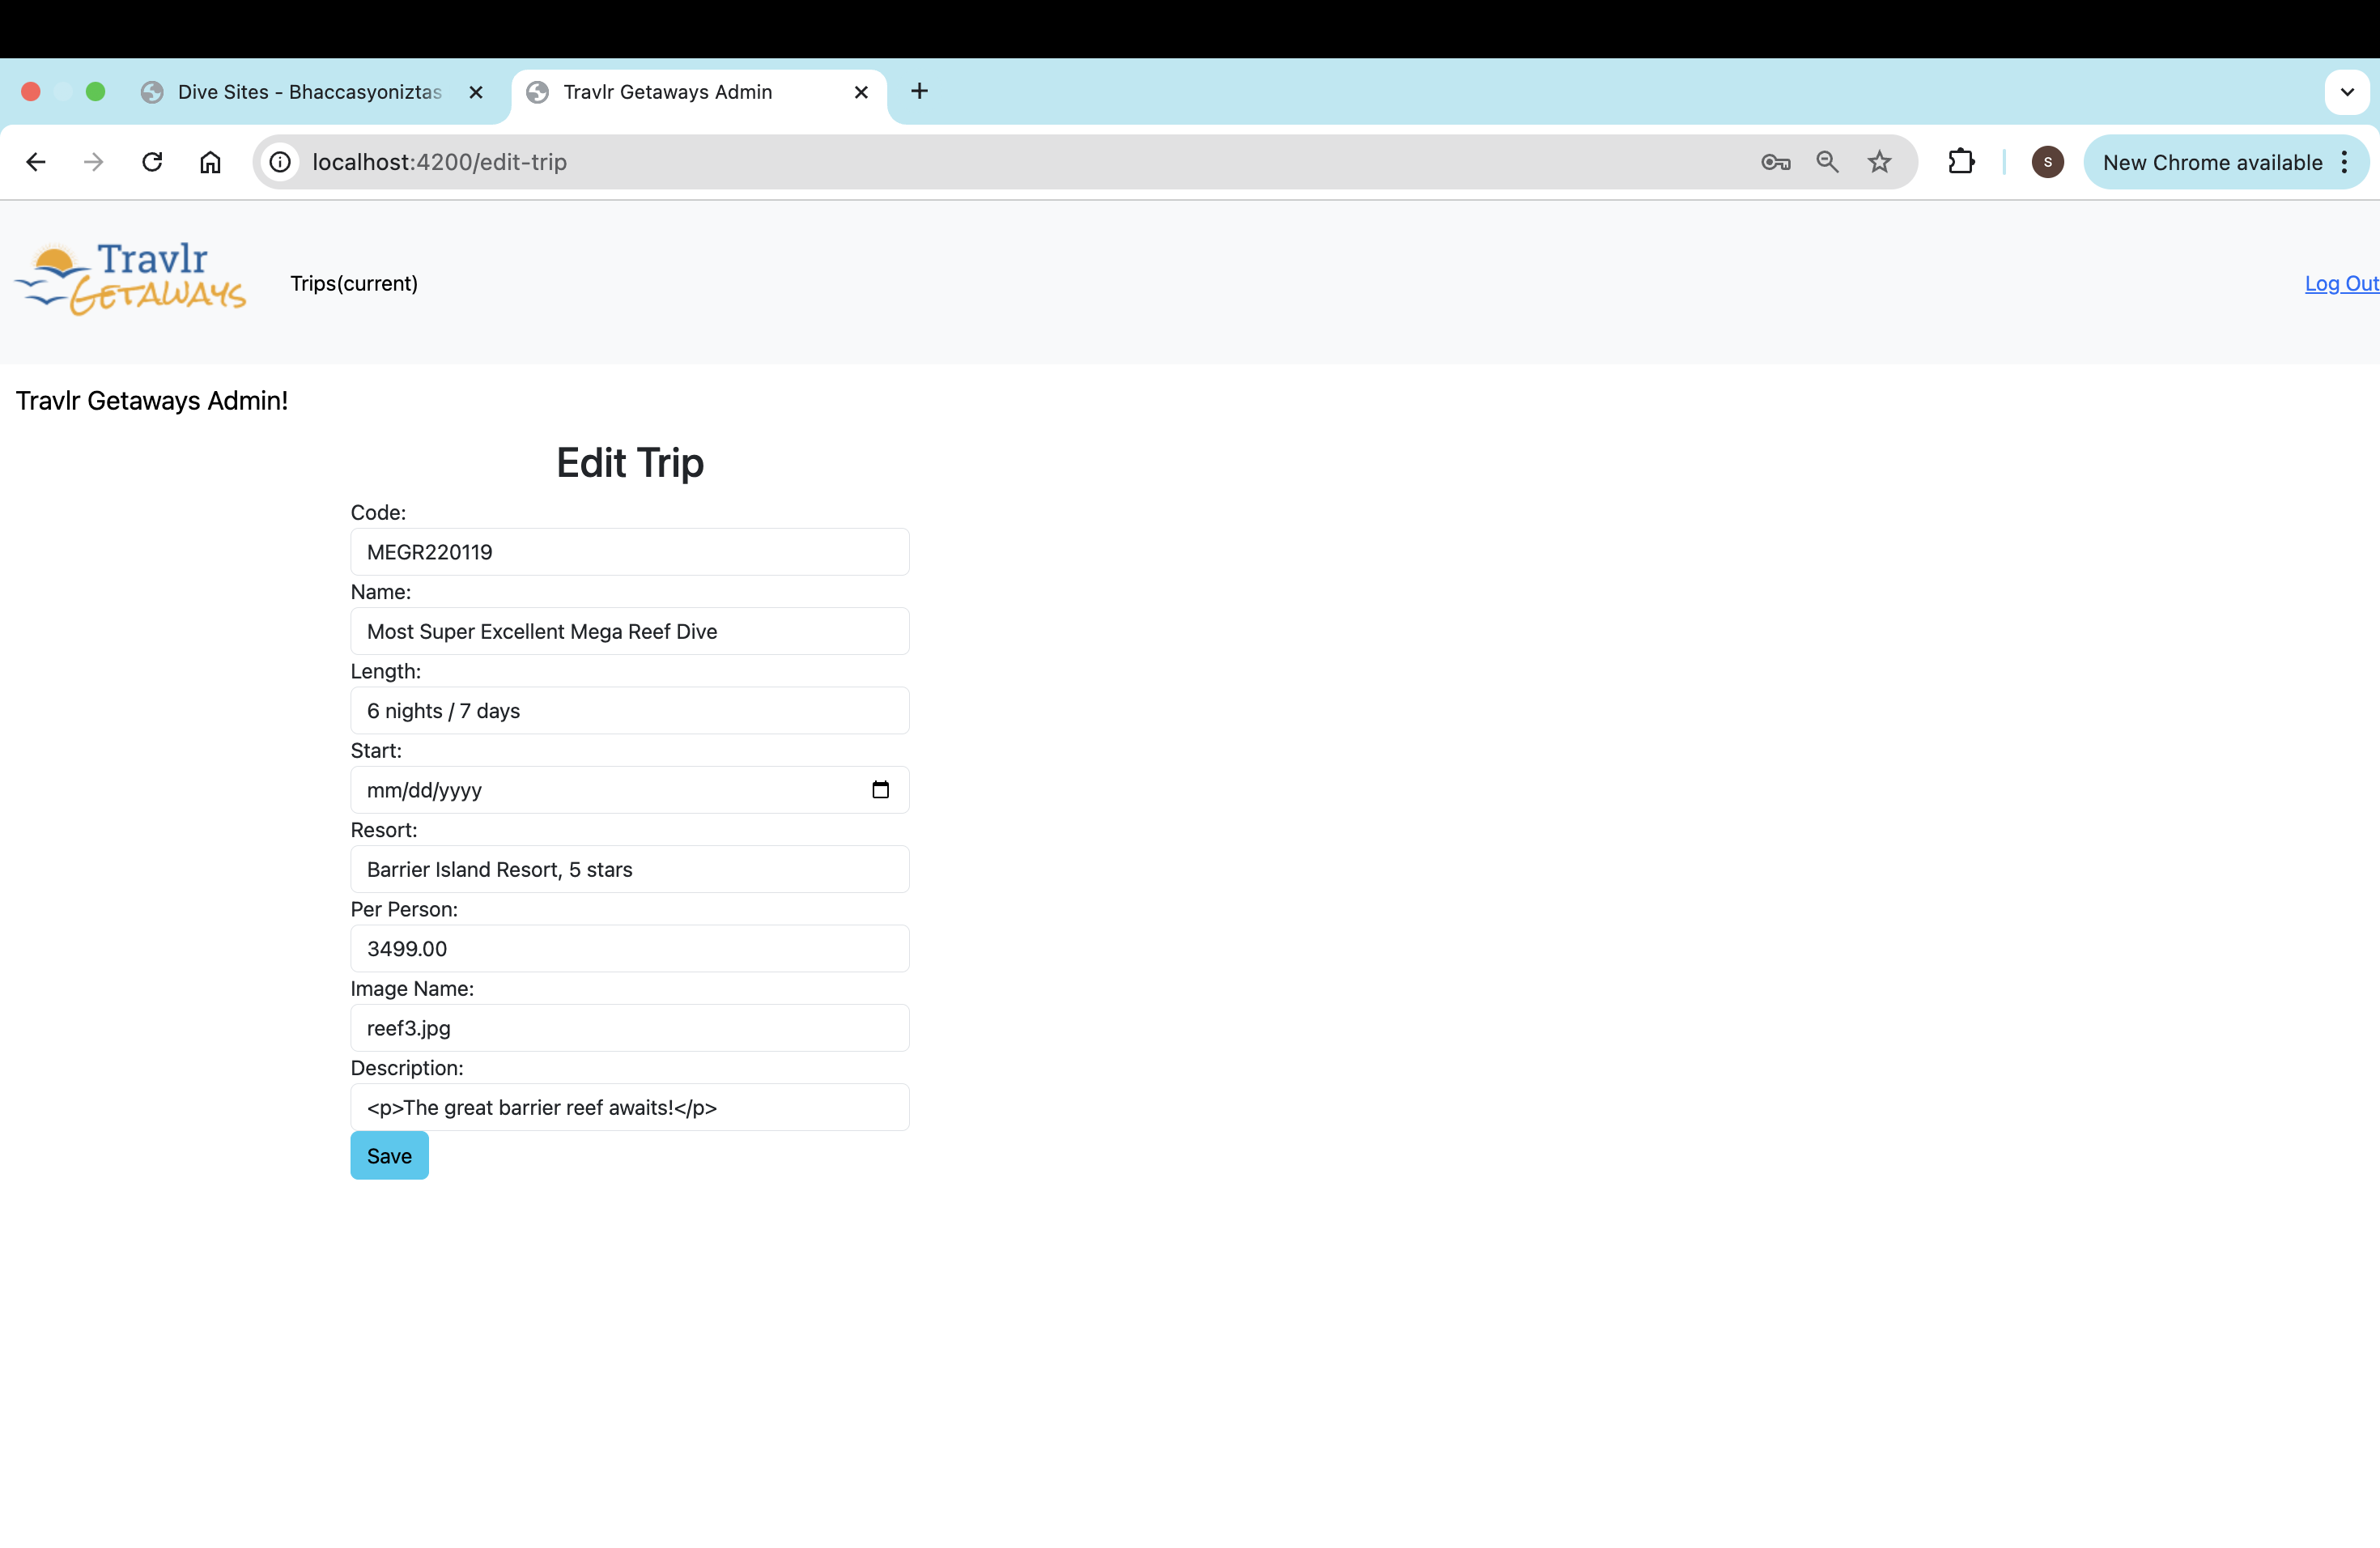 Dive Sites - Bhaccasyoniztas
Travlr Getaways Admin
localhost:4200/edit-trip
S
New Chrome available
Travlr
GETAWAYS
Trips(current)
Log Out
Travlr Getaways Admin!
Edit Trip
Code:
MEGR220119
Name:
Most Super Excellent Mega Reef Dive
Length:
6 nights / 7 days
Start:
mm/dd/yyyy
Resort:
Barrier Island Resort, 5 stars
Per Person:
3499.00
Image Name:
reef3.jpg
Description:
<p>The great barrier reef awaits!</p>
Save